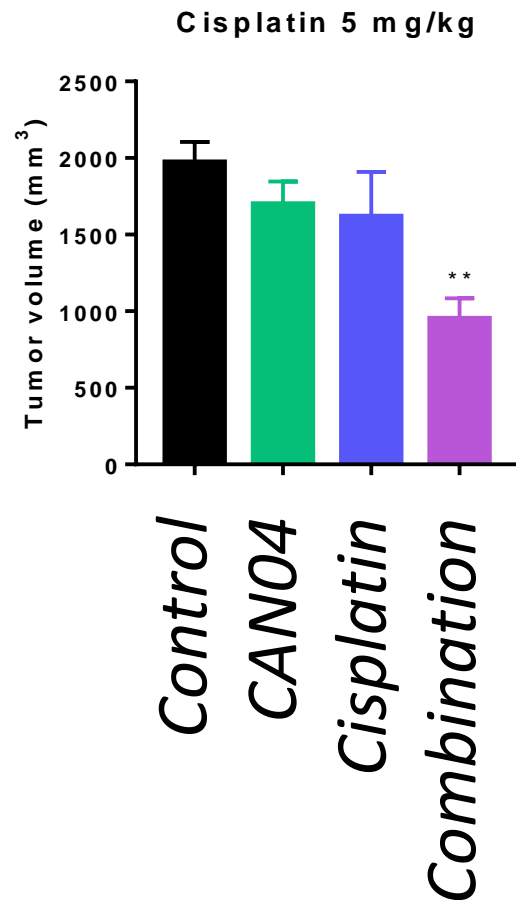 Cisplatin 5 mg/kg
Tumor volume (mm³)
2500
2000
1500
1000
500
0
**
Control
CAN04
Cisplatin
Combination